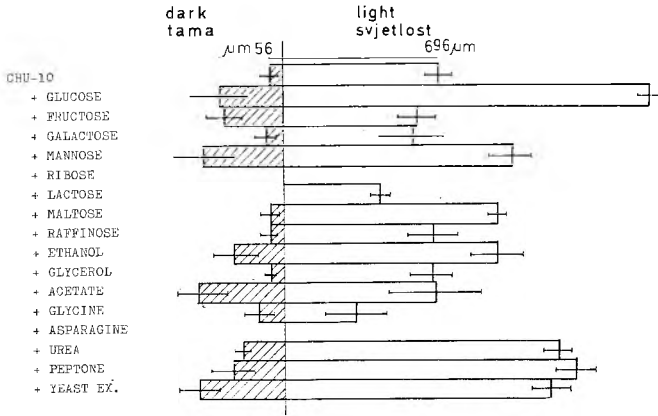 dark light
tama svjetlost
μm 56 696μm
CHU-10
+ GLUCOSE
+ FRUCTOSE
+ GALACTOSE
+ MANNOSE
+ RIBOSE
+ LACTOSE
+ MALTOSE
+ RAFFINOSE
+ ETHANOL
+ GLYCEROL
+ ACETATE
+ GLYCINE
+ ASPARAGINE
+ UREA
+ PEPTONE
+ YEAST EX.